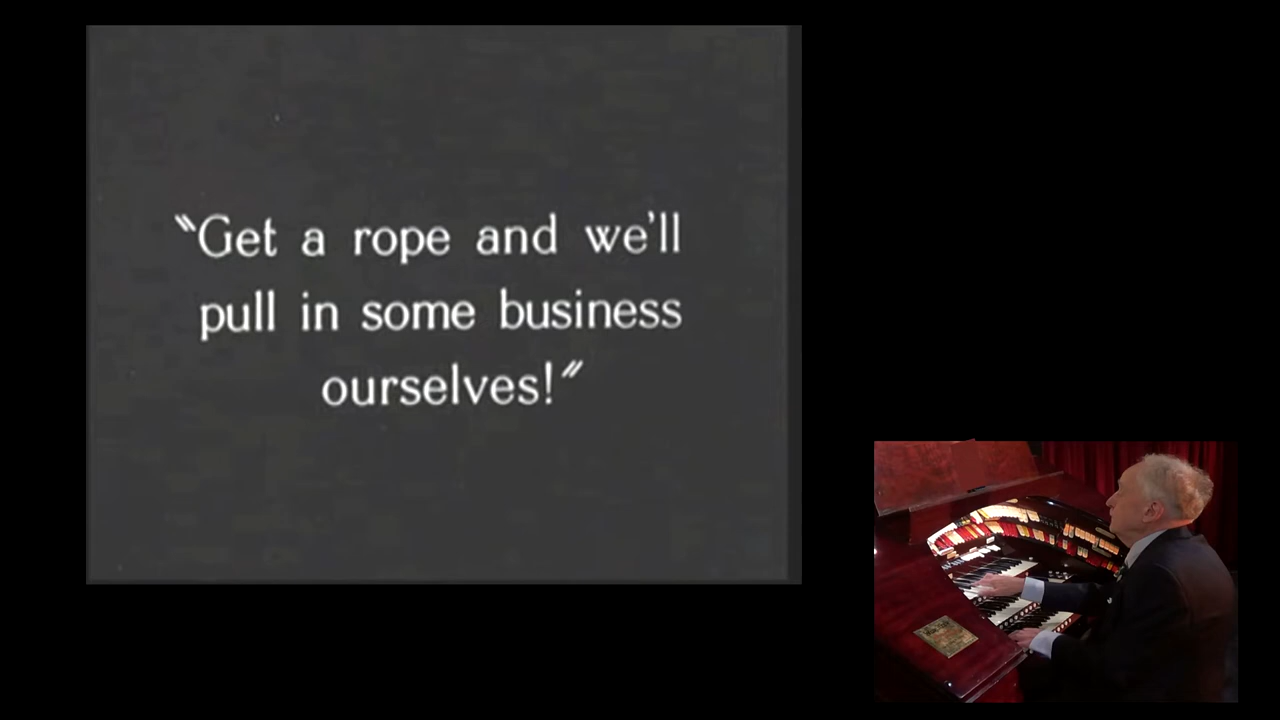 "Get a rope and we'll
pull in some business
ourselves!"